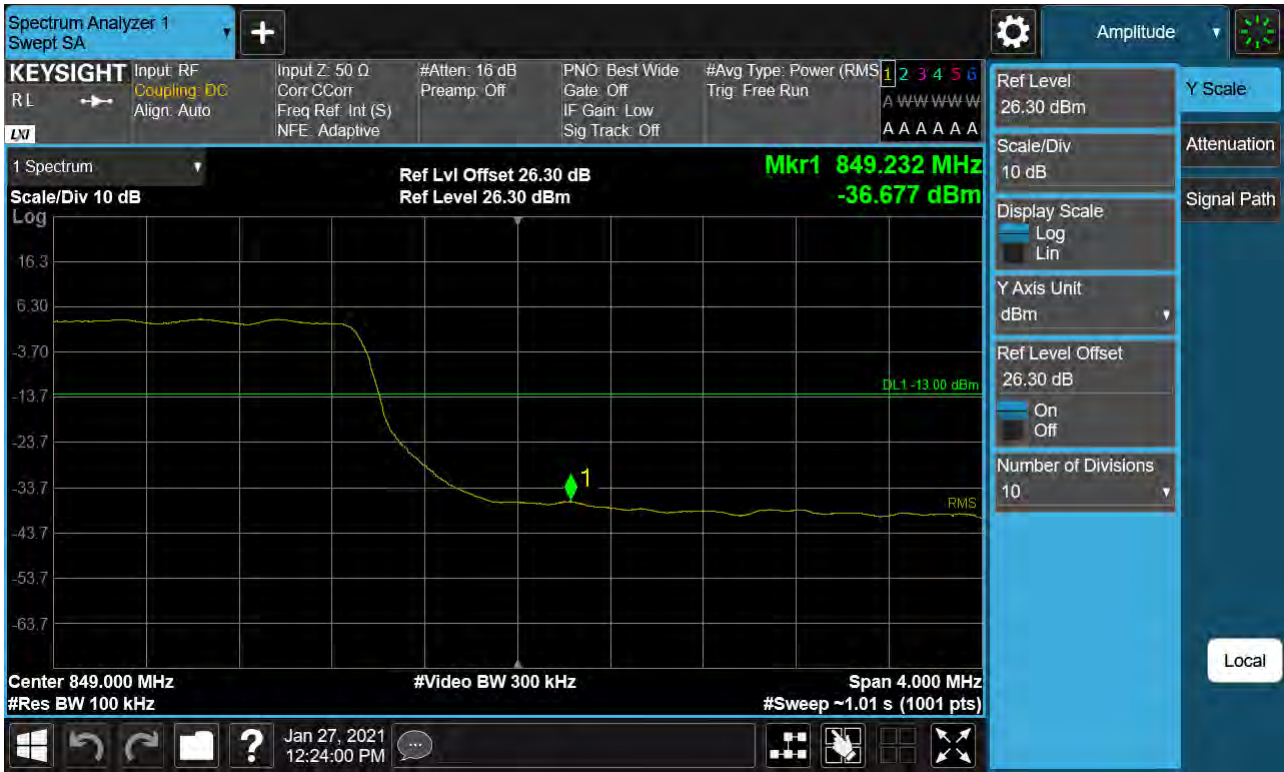 Spectrum Analyzer 1
Swept SA
Amplitude
KEYSIGHT
RL
LXI
Input: RF
Coupling: DC
Align: Auto
Input Z: 50 Ω
Corr CCorr
Freq Ref: Int (S)
NFE: Adaptive
#Atten: 16 dB
Preamp: Off
PNO: Best Wide
Gate: Off
IF Gain: Low
Sig Track: Off
#Avg Type: Power (RMS
Trig: Free Run
1 2 3 4 5 6
A W W W W W
A A A A A A
1 Spectrum
Scale/Div 10 dB
Ref Lvl Offset 26.30 dB
Ref Level 26.30 dBm
Mkr1 849.232 MHz
-36.677 dBm
Log
16.3
6.30
-3.70
-13.7
-23.7
-33.7
-43.7
-53.7
-63.7
DL1 -13.00 dBm
1
RMS
Center 849.000 MHz
#Video BW 300 kHz
Span 4.000 MHz
#Res BW 100 kHz
#Sweep ~1.01 s (1001 pts)
Ref Level
26.30 dBm
Scale/Div
10 dB
Display Scale
Log
Lin
Y Axis Unit
dBm
Ref Level Offset
26.30 dB
On
Off
Number of Divisions
10
Y Scale
Attenuation
Signal Path
Local
?
Jan 27, 2021
12:24:00 PM